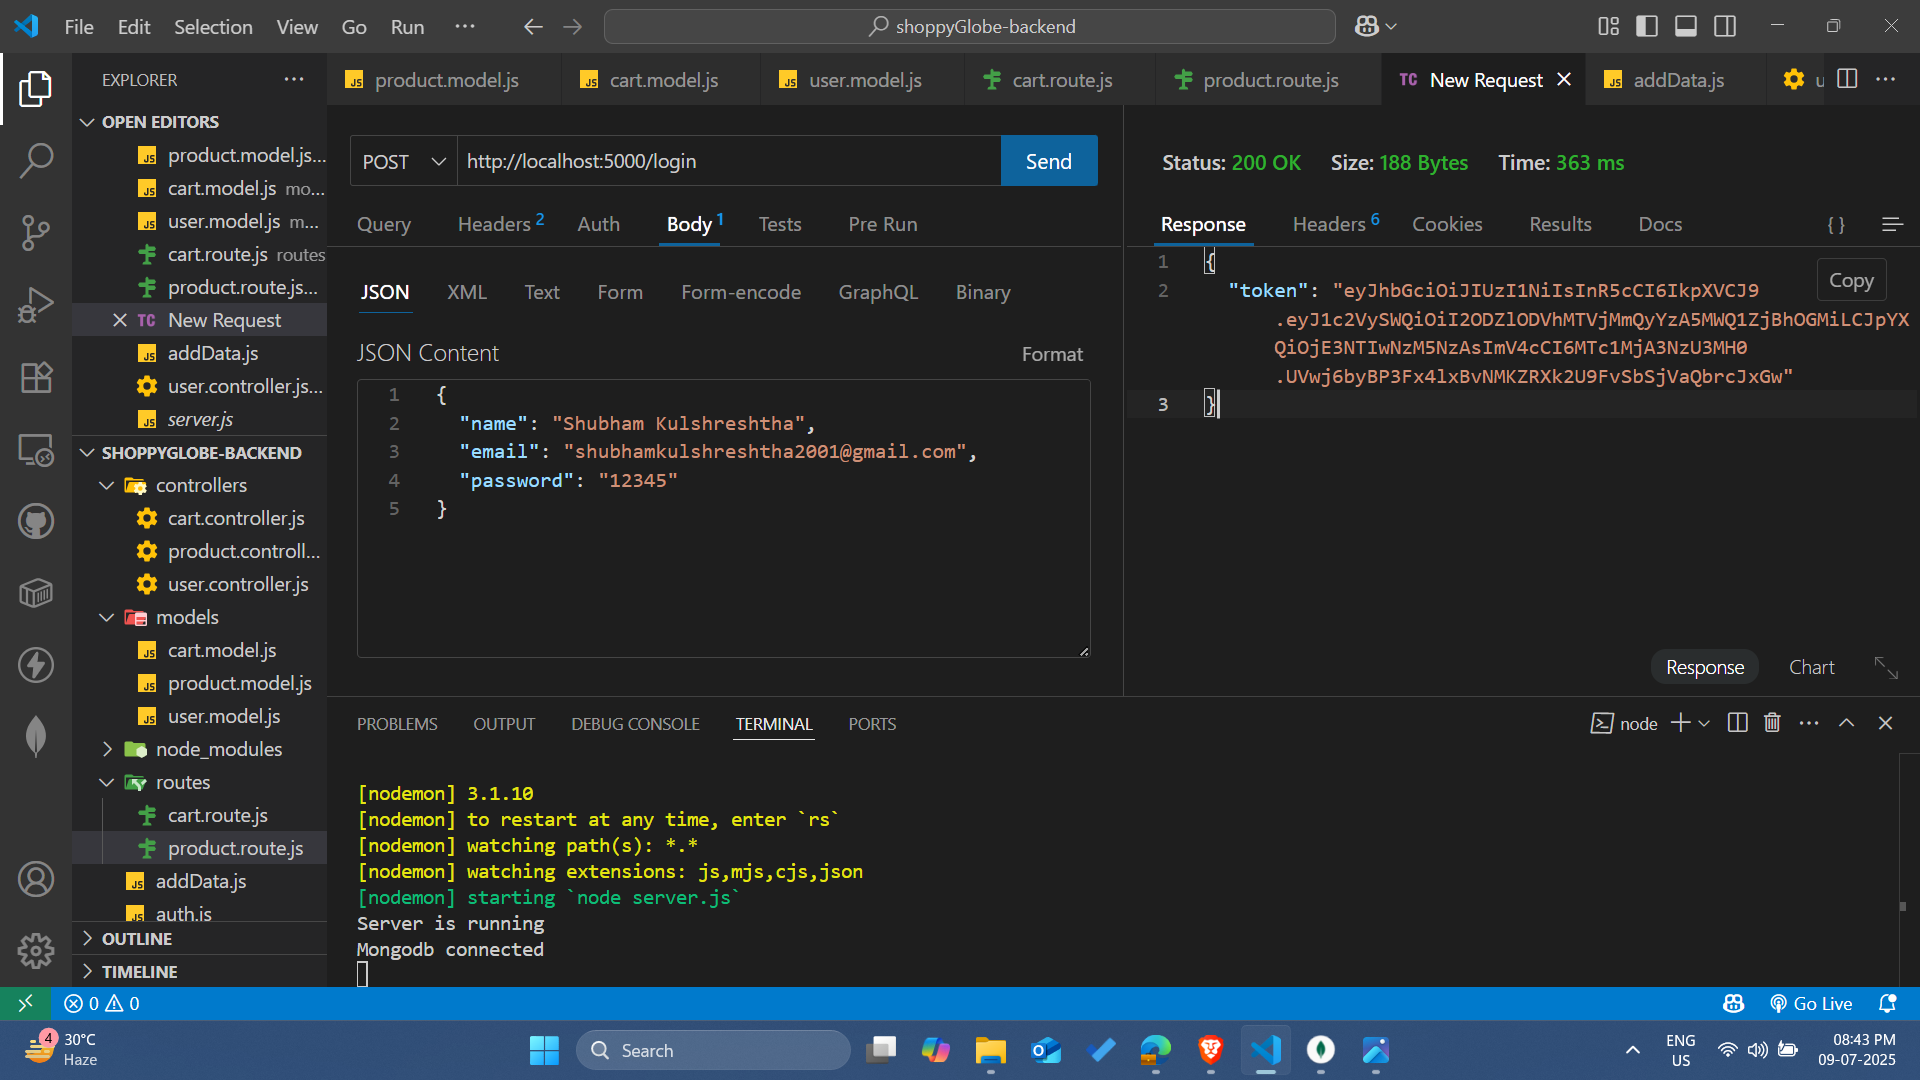 File Edit Selection View Go Run ···
shoppyGlobe-backend
EXPLORER ···
OPEN EDITORS
product.model.js...
cart.model.js mo...
user.model.js m...
cart.route.js routes
product.route.js...
New Request
addData.js
user.controller.js...
server.js
SHOPPYGLOBE-BACKEND
controllers
cart.controller.js
product.controll...
user.controller.js
models
cart.model.js
product.model.js
user.model.js
node_modules
routes
cart.route.js
product.route.js
addData.js
auth.js
OUTLINE
TIMELINE
product.model.js cart.model.js user.model.js cart.route.js product.route.js TC New Request addData.js u
POST http://localhost:5000/login Send
Query Headers 2 Auth Body 1 Tests Pre Run
JSON XML Text Form Form-encode GraphQL Binary
JSON Content Format
1 {
2 "name": "Shubham Kulshreshtha",
3 "email": "shubhamkulshreshtha2001@gmail.com",
4 "password": "12345"
5 }
Status: 200 OK Size: 188 Bytes Time: 363 ms
Response Headers 6 Cookies Results Docs { }
1 {
Copy
2 "token": "eyJhbGciOiJIUzI1NiIsInR5cCI6IkpXVCJ9
.eyJ1c2VySWQiOiI2ODZlODVhMTVjMmQyYzA5MWQ1ZjBhOGMiLCJpYX
QiOjE3NTIwNzM5NzAsImV4cCI6MTc1MjA3NzU3MH0
.UVwj6byBP3Fx4lxBvNMKZRXk2U9FvSbSjVaQbrcJxGw"
3 }
Response Chart
PROBLEMS OUTPUT DEBUG CONSOLE TERMINAL PORTS
node
[nodemon] 3.1.10
[nodemon] to restart at any time, enter `rs`
[nodemon] watching path(s): *.*
[nodemon] watching extensions: js,mjs,cjs,json
[nodemon] starting `node server.js`
Server is running
Mongodb connected
0 0
Go Live
4
30°C
Haze
Search
ENG
US
08:43 PM
09-07-2025